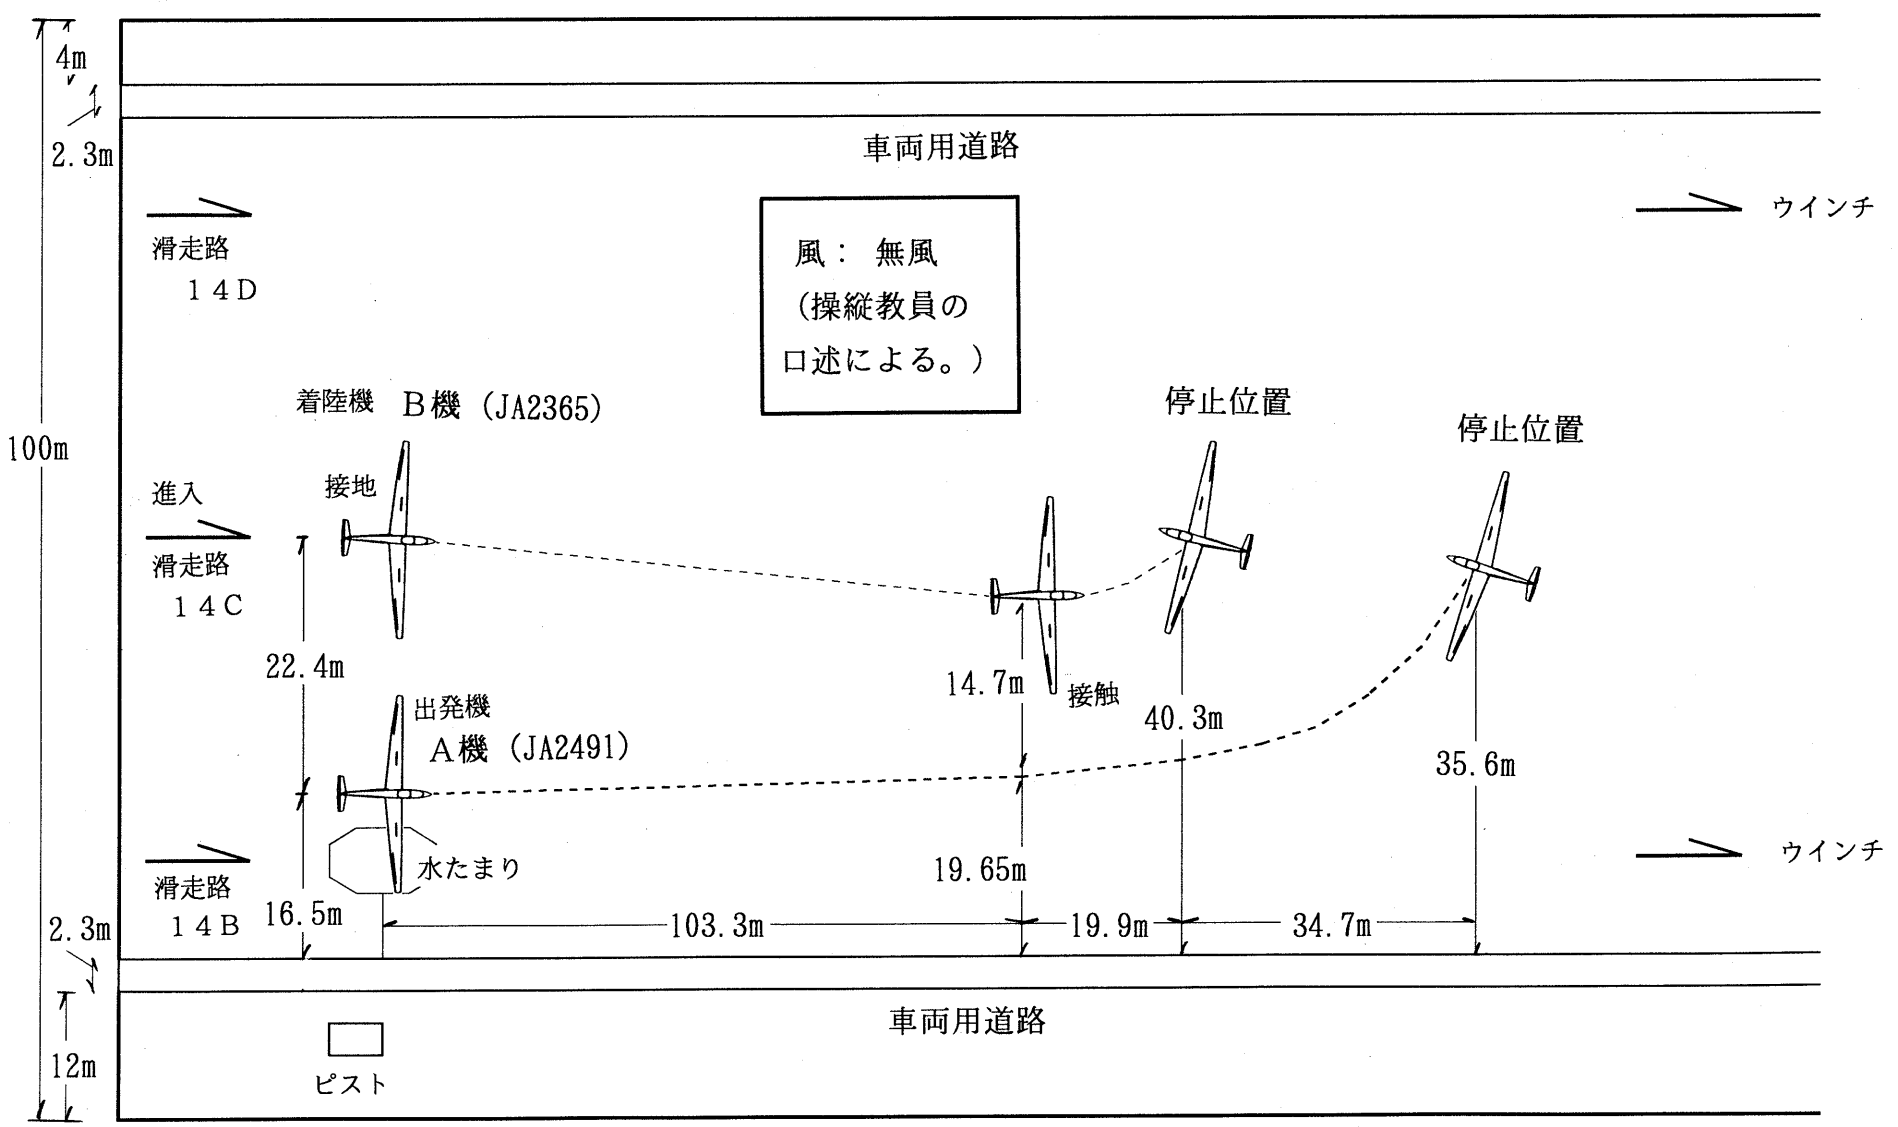 4m
2.3m
車両用道路
滑走路
１４Ｄ
ウインチ
風： 無風
（操縦教員の
口述による。）
着陸機 Ｂ機 (JA2365)
停止位置
停止位置
100m
接地
進入
滑走路
１４Ｃ
22.4m
14.7m
接触
40.3m
35.6m
出発機
Ａ機 (JA2491)
水たまり
19.65m
ウインチ
滑走路
１４Ｂ
16.5m
103.3m
19.9m
34.7m
2.3m
車両用道路
12m
ピスト